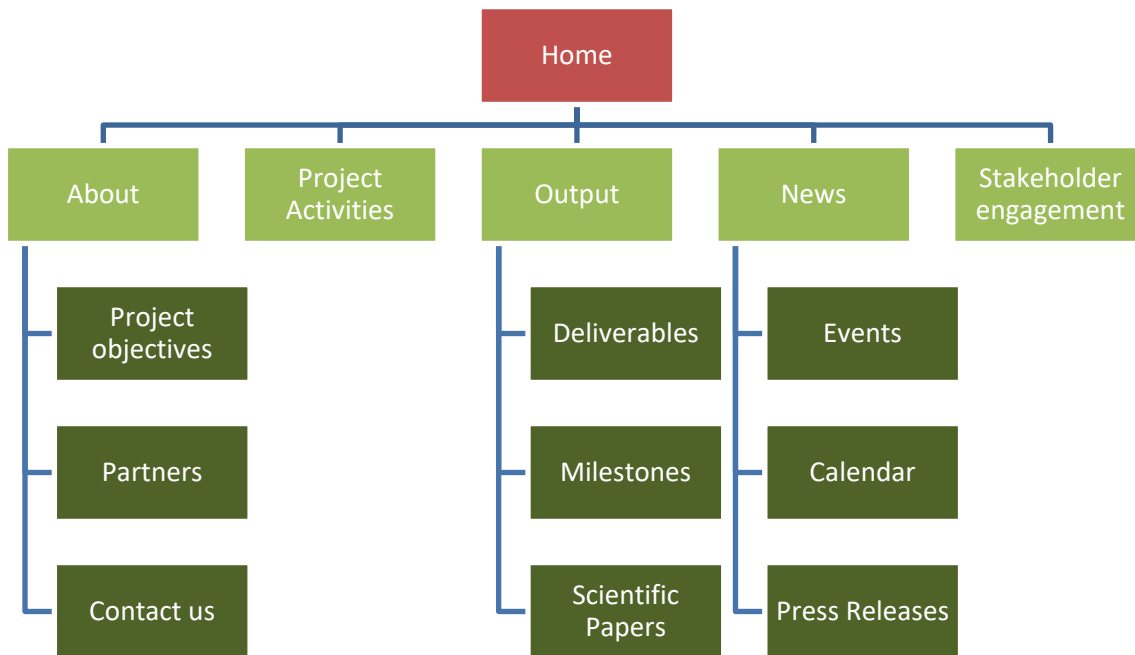 Home
About
Project
Activities
Output
News
Stakeholder
engagement
Project
objectives
Deliverables
Events
Partners
Milestones
Calendar
Contact us
Scientific
Papers
Press Releases